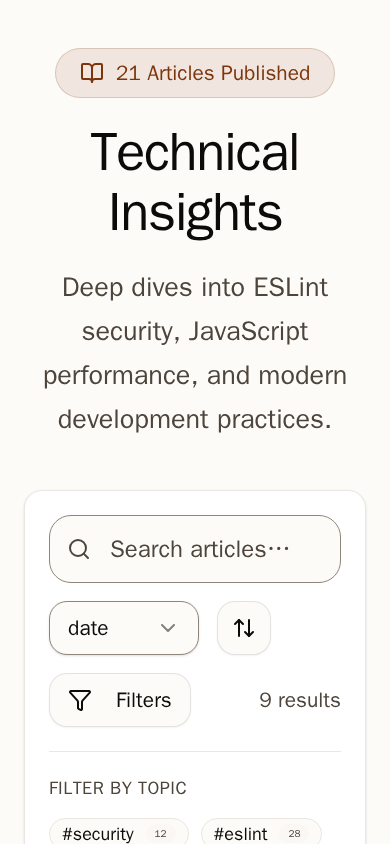 21 Articles Published
Technical
Insights
Deep dives into ESLint
security, JavaScript
performance, and modern
development practices.
Search articles···
date
Filters
9 results
FILTER BY TOPIC
#security 12
#eslint 28